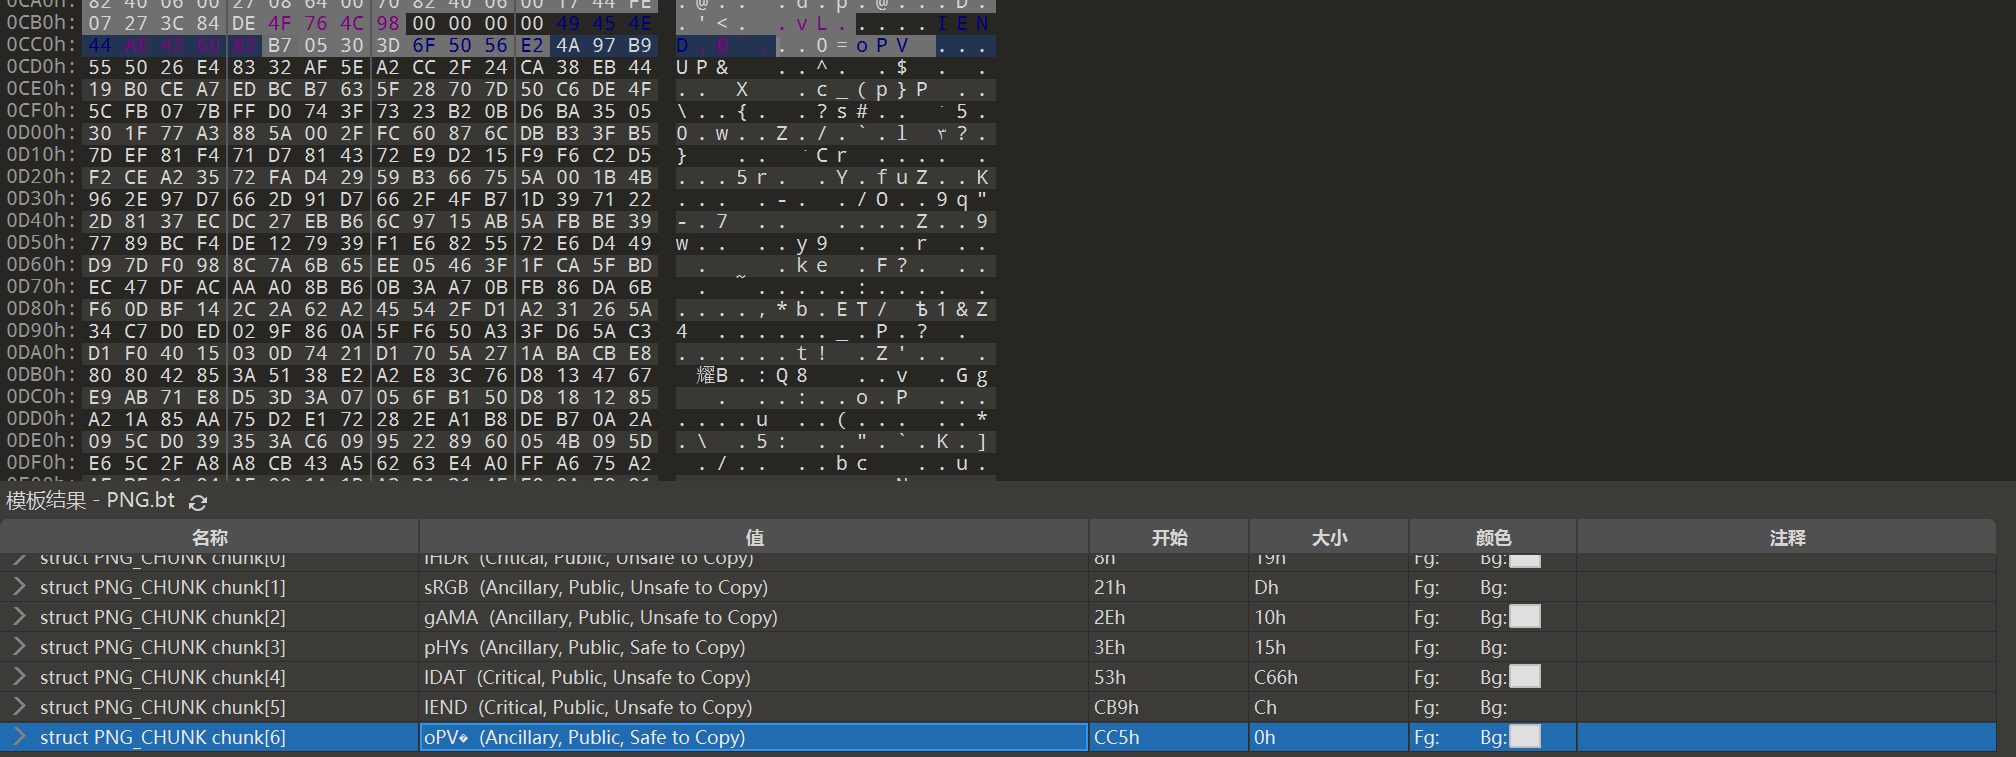 82 40 06 00 27 08 64 00 70 82 40 06 00 17 44 FE
0CB0h: 07 27 3C 84 DE 4F 76 4C 98 00 00 00 00 49 45 4E .'<. .vL.....IEN
0CC0h: 44 AE 42 60 82 B7 05 30 3D 6F 50 56 E2 4A 97 B9 D.B`...0=oPV...
0CD0h: 55 50 26 E4 83 32 AF 5E A2 CC 2F 24 CA 38 EB 44
0CE0h: 19 B0 CE A7 ED BC B7 63 5F 28 70 7D 50 C6 DE 4F
0CF0h: 5C FB 07 7B FF D0 74 3F 73 23 B2 0B D6 BA 35 05
0D00h: 30 1F 77 A3 88 5A 00 2F FC 60 87 6C DB B3 3F B5
0D10h: 7D EF 81 F4 71 D7 81 43 72 E9 D2 15 F9 F6 C2 D5
0D20h: F2 CE A2 35 72 FA D4 29 59 B3 66 75 5A 00 1B 4B
0D30h: 96 2E 97 D7 66 2D 91 D7 66 2F 4F B7 1D 39 71 22
0D40h: 2D 81 37 EC DC 27 EB B6 6C 97 15 AB 5A FB BE 39
0D50h: 77 89 BC F4 DE 12 79 39 F1 E6 82 55 72 E6 D4 49
0D60h: D9 7D F0 98 8C 7A 6B 65 EE 05 46 3F 1F CA 5F BD
0D70h: EC 47 DF AC AA A0 8B B6 0B 3A A7 0B FB 86 DA 6B
0D80h: F6 0D BF 14 2C 2A 62 A2 45 54 2F D1 A2 31 26 5A
0D90h: 34 C7 D0 ED 02 9F 86 0A 5F F6 50 A3 3F D6 5A C3
0DA0h: D1 F0 40 15 03 0D 74 21 D1 70 5A 27 1A BA CB E8
0DB0h: 80 80 42 85 3A 51 38 E2 A2 E8 3C 76 D8 13 47 67
0DC0h: E9 AB 71 E8 D5 3D 3A 07 05 6F B1 50 D8 18 12 85
0DD0h: A2 1A 85 AA 75 D2 E1 72 28 2E A1 B8 DE B7 0A 2A
0DE0h: 09 5C D0 39 35 3A C6 09 95 22 89 60 05 4B 09 5D
0DF0h: E6 5C 2F A8 A8 CB 43 A5 62 63 E4 A0 FF A6 75 A2
模板结果 - PNG.bt
名称 值 开始 大小 颜色 注释
struct PNG_CHUNK chunk[0] IHDR (Critical, Public, Unsafe to Copy) 8h 19h Fg: Bg:
struct PNG_CHUNK chunk[1] sRGB (Ancillary, Public, Unsafe to Copy) 21h Dh Fg: Bg:
struct PNG_CHUNK chunk[2] gAMA (Ancillary, Public, Unsafe to Copy) 2Eh 10h Fg: Bg:
struct PNG_CHUNK chunk[3] pHYs (Ancillary, Public, Safe to Copy) 3Eh 15h Fg: Bg:
struct PNG_CHUNK chunk[4] IDAT (Critical, Public, Unsafe to Copy) 53h C66h Fg: Bg:
struct PNG_CHUNK chunk[5] IEND (Critical, Public, Unsafe to Copy) CB9h Ch Fg: Bg:
struct PNG_CHUNK chunk[6] oPV� (Ancillary, Public, Safe to Copy) CC5h 0h Fg: Bg: